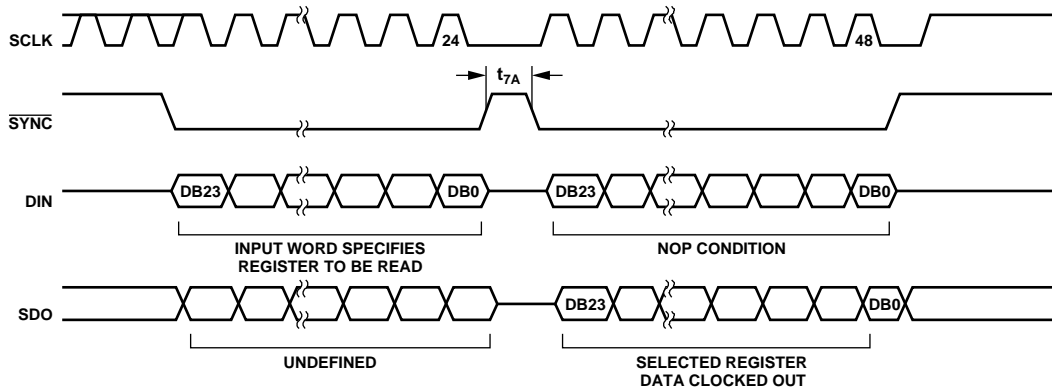 SCLK
24
48
t7A
SYNC
DIN
DB23
DB0
DB23
DB0
INPUT WORD SPECIFIES
REGISTER TO BE READ
NOP CONDITION
SDO
DB23
DB0
UNDEFINED
SELECTED REGISTER
DATA CLOCKED OUT